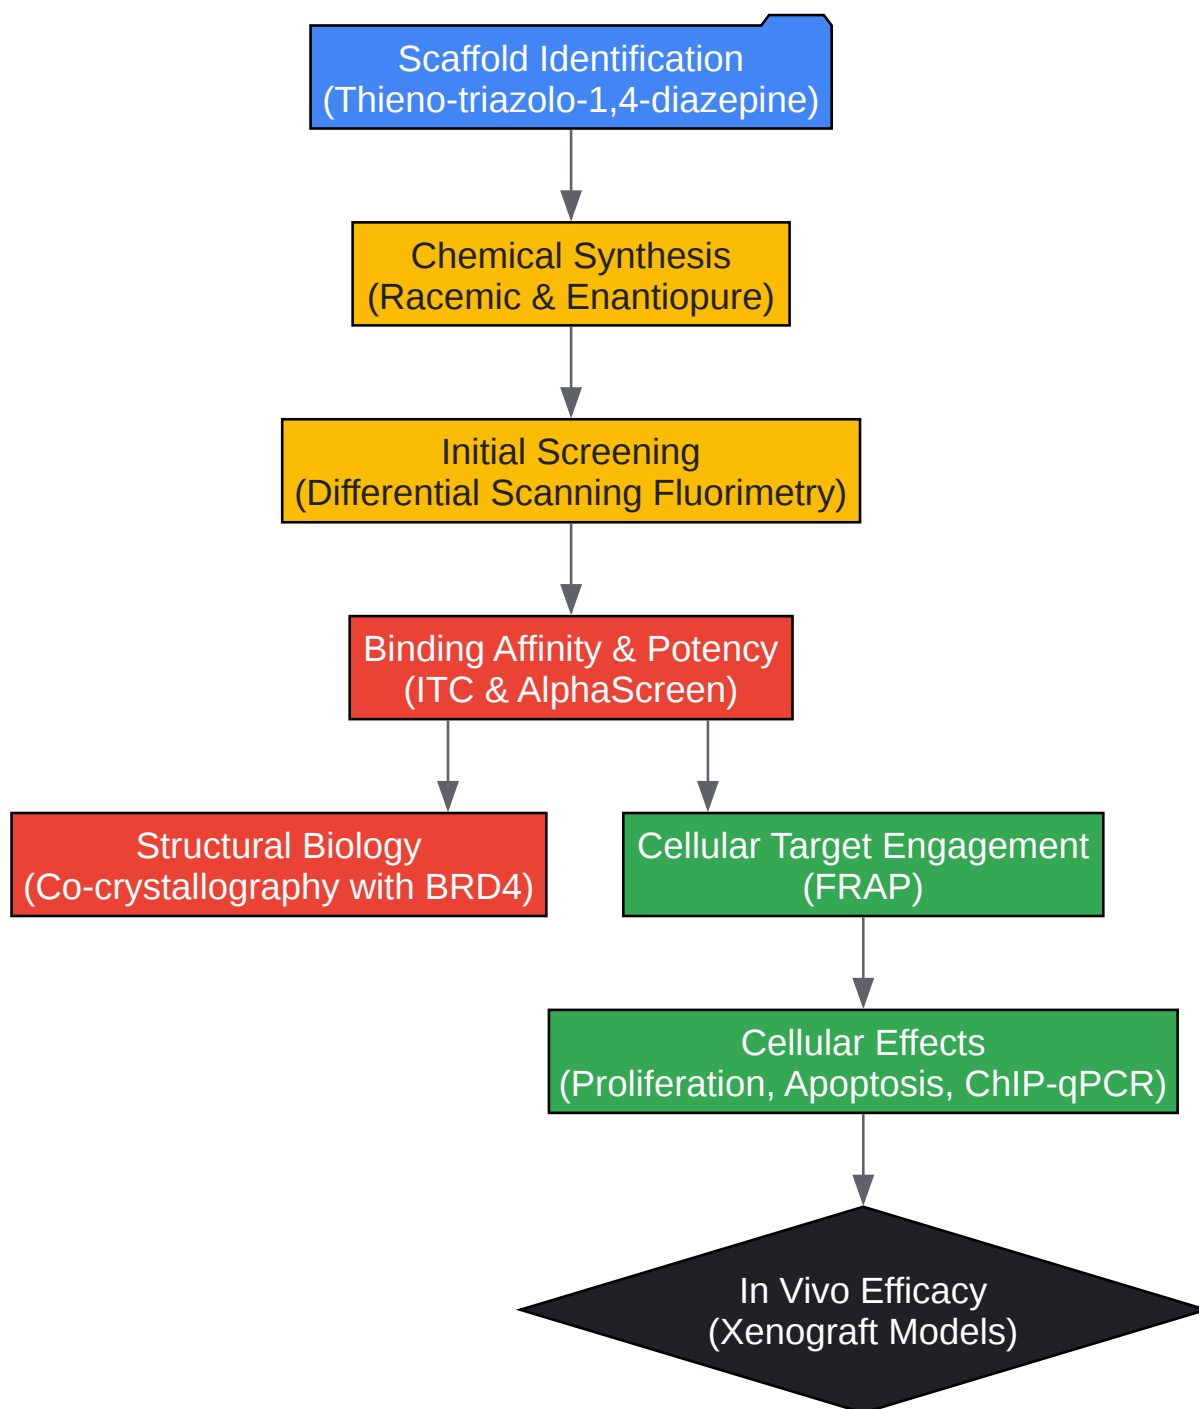 Scaffold Identification
(Thieno-triazolo-1,4-diazepine)
Chemical Synthesis
(Racemic & Enantiopure)
Initial Screening
(Differential Scanning Fluorimetry)
Binding Affinity & Potency
(ITC & AlphaScreen)
Structural Biology
(Co-crystallography with BRD4)
Cellular Target Engagement
(FRAP)
Cellular Effects
(Proliferation, Apoptosis, ChIP-qPCR)
In Vivo Efficacy
(Xenograft Models)